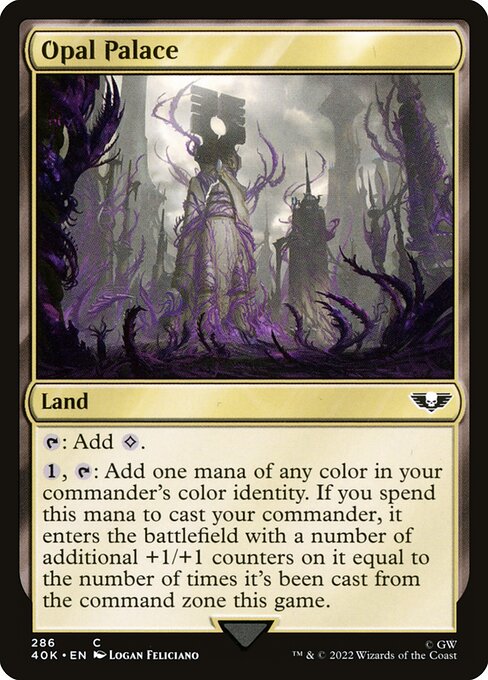 Opal Palace
Land
: Add .
1, : Add one mana of any color in your
commander's color identity. If you spend
this mana to cast your commander, it
enters the battlefield with a number of
additional +1/+1 counters on it equal to
the number of times it's been cast from
the command zone this game.
286 C
40K • EN Logan Feliciano
© GW
™ & © 2022 Wizards of the Coast